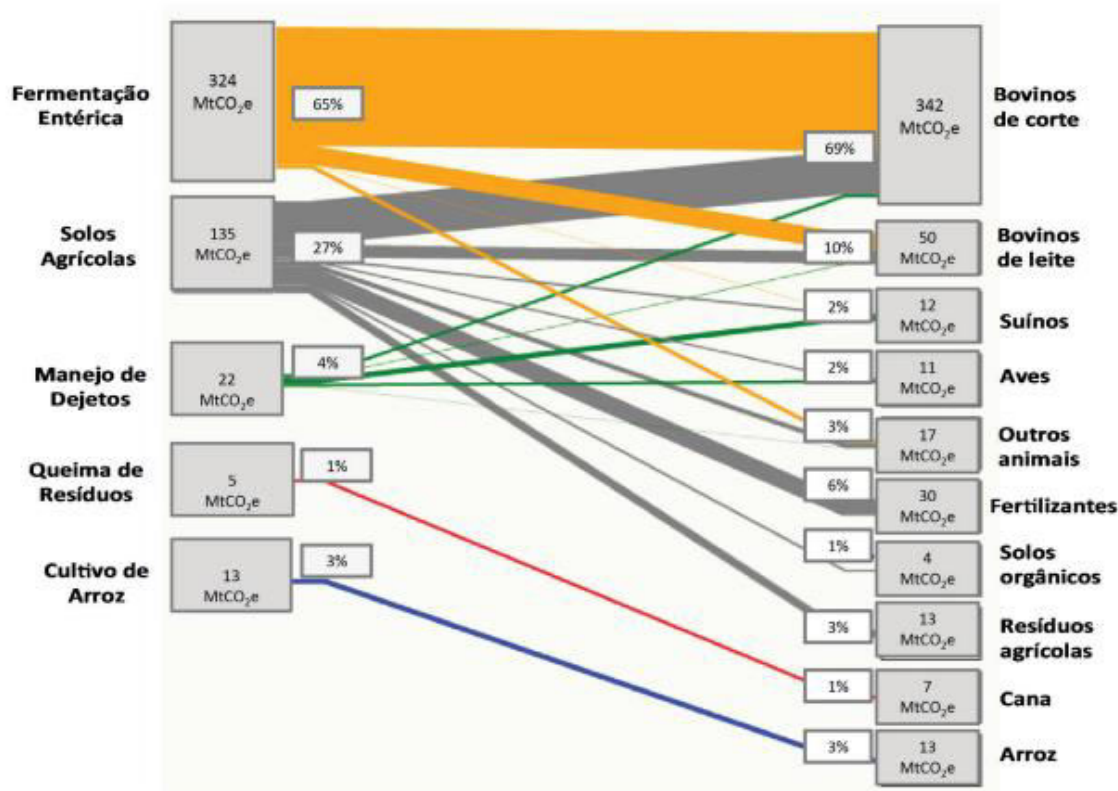 Fermentação
Entérica
324
MtCO₂e
65%
Solos
Agrícolas
135
MtCO₂e
27%
Manejo de
Dejetos
22
MtCO₂e
4%
Queima de
Resíduos
5
MtCO₂e
1%
Cultivo de
Arroz
13
MtCO₂e
3%
69%
342
MtCO₂e
Bovinos
de corte
10%
50
MtCO₂e
Bovinos
de leite
2%
12
MtCO₂e
Suínos
2%
11
MtCO₂e
Aves
3%
17
MtCO₂e
Outros
animais
6%
30
MtCO₂e
Fertilizantes
1%
4
MtCO₂e
Solos
orgânicos
3%
13
MtCO₂e
Resíduos
agrícolas
1%
7
MtCO₂e
Cana
3%
13
MtCO₂e
Arroz